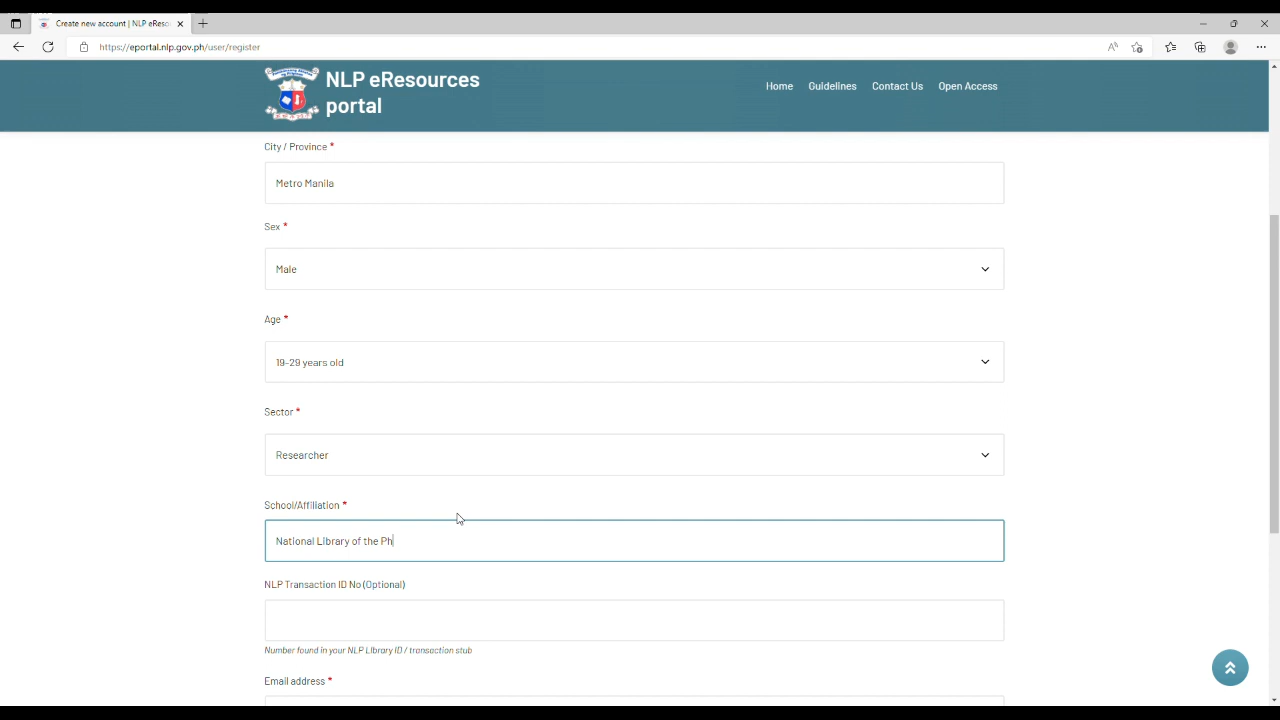 Create new account | NLP eReso
https://eportal.nlp.gov.ph/user/register
NLP eResources
portal
Home Guidelines Contact Us Open Access
City / Province *
Metro Manila
Sex *
Male
Age *
19-29 years old
Sector *
Researcher
School/Affiliation *
National Library of the Ph
NLP Transaction ID No (Optional)
Number found in your NLP Library ID / transaction stub
Email address *